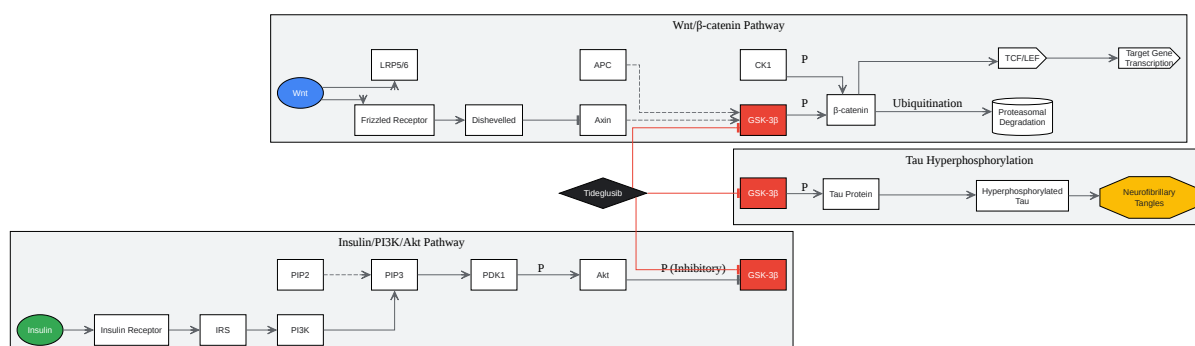 Wnt/β-catenin Pathway
LRP5/6
APC
CK1
P
TCF/LEF
Target Gene
Transcription
Wnt
Frizzled Receptor
Dishevelled
Axin
GSK-3β
P
β-catenin
Ubiquitination
Proteasomal
Degradation
Tau Hyperphosphorylation
Tideglusib
GSK-3β
P
Tau Protein
Hyperphosphorylated
Tau
Neurofibriliary
Tangles
Insulin/PI3K/Akt Pathway
PIP2
PIP3
PDK1
P
Akt
P (Inhibitory)
GSK-3β
Insulin
Insulin Receptor
IRS
PI3K